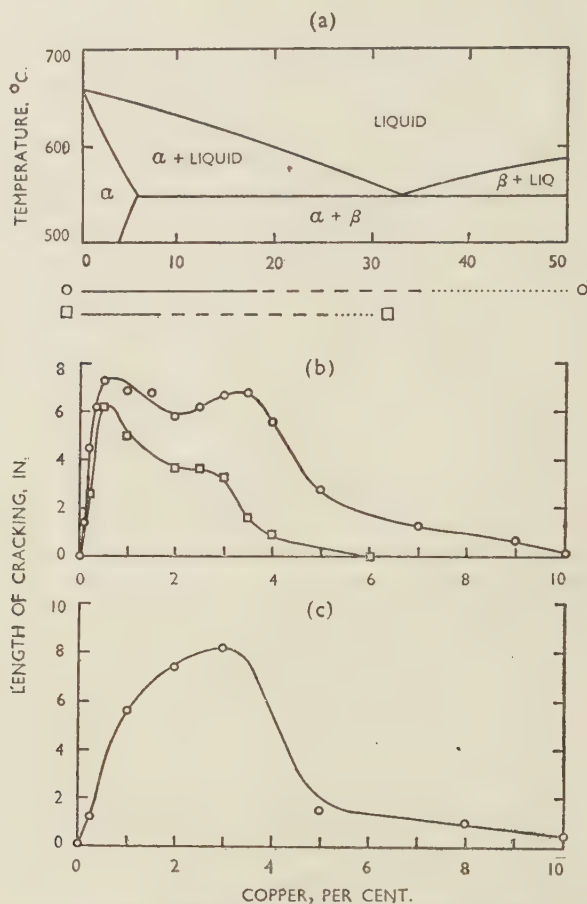 (a)
700
600
500
TEMPERATURE, °C.
LIQUID
α + LIQUID
α
β + LIQ
α + β
0 10 20 30 40 50
(b)
8
6
4
2
0
0 2 4 6 8 10
LENGTH OF CRACKING, IN.
(c)
10
8
6
4
2
0
0 2 4 6 8 10
COPPER, PER CENT.